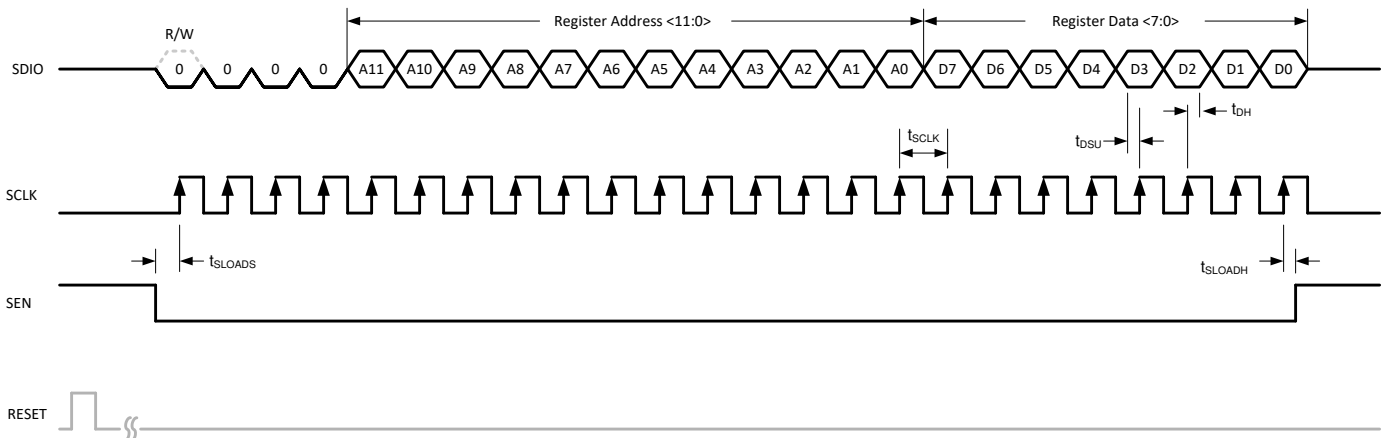 Register Address <11:0> Register Data <7:0>
R/W
SDIO 0 0 0 0 A11 A10 A9 A8 A7 A6 A5 A4 A3 A2 A1 A0 D7 D6 D5 D4 D3 D2 D1 D0
tDH
tSCLK
tDSU
SCLK
tSLOADS
tSLOADH
SEN
RESET